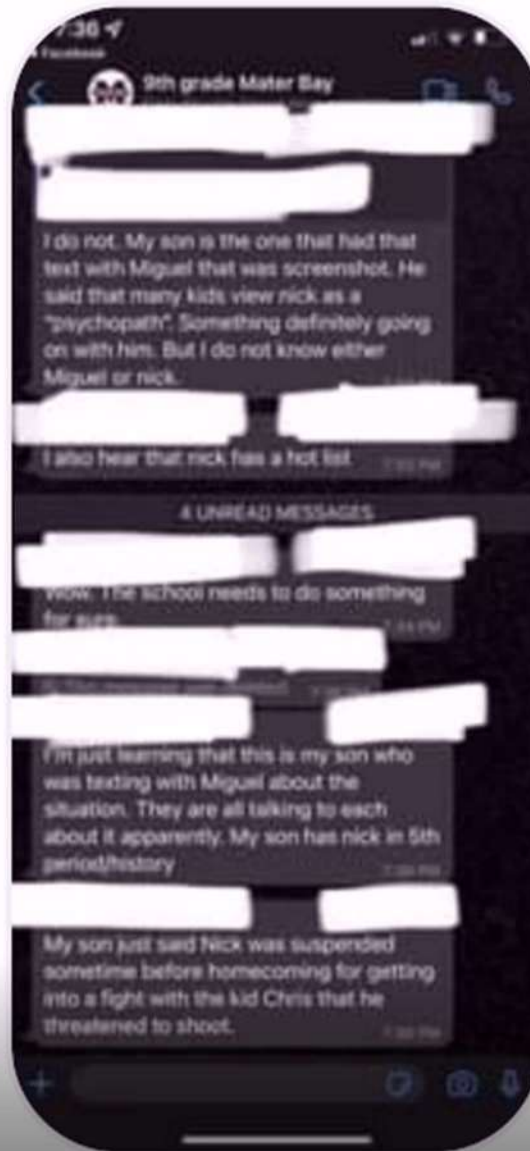 7:36
Facebook
9th grade Mater Bay
I do not. My son is the one that had that
text with Miguel that was screenshot. He
said that many kids view nick as a
"psychopath". Something definitely going
on with him. But I do not know either
Miguel or nick.
I also hear that nick has a hot list
7:53 PM
4 UNREAD MESSAGES
Wow. The school needs to do something
for sure.
PM
I'm just learning that this is my son who
was texting with Miguel about the
situation. They are all talking to each
about it apparently. My son has nick in 5th
period/history
PM
My son just said Nick was suspended
sometime before homecoming for getting
into a fight with the kid Chris that he
threatened to shoot.
PM